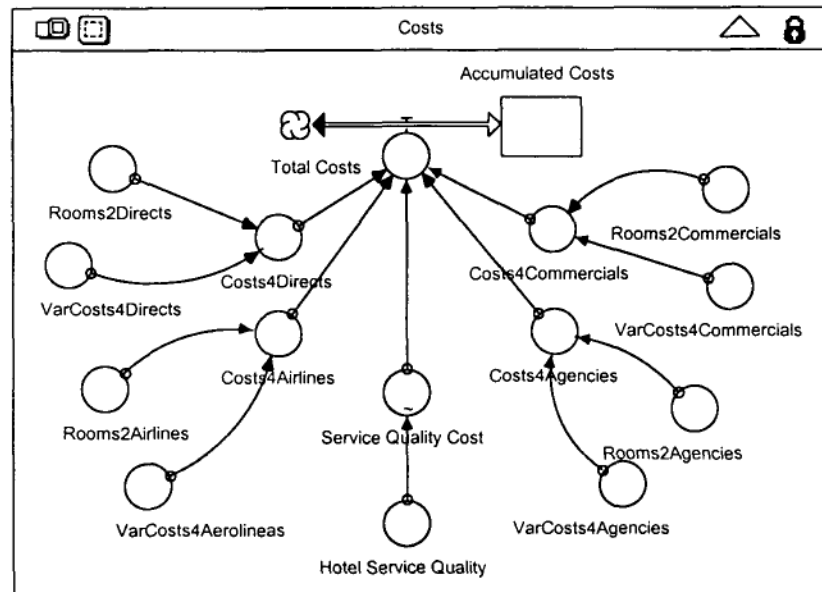 Costs
Accumulated Costs
Total Costs
Rooms2Directs
Rooms2Commercials
Costs4Directs
Costs4Commercials
VarCosts4Directs
VarCosts4Commercials
Costs4Airlines
Costs4Agencies
Rooms2Airlines
Service Quality Cost
Rooms2Agencies
VarCosts4Aerolineas
VarCosts4Agencies
Hotel Service Quality
~